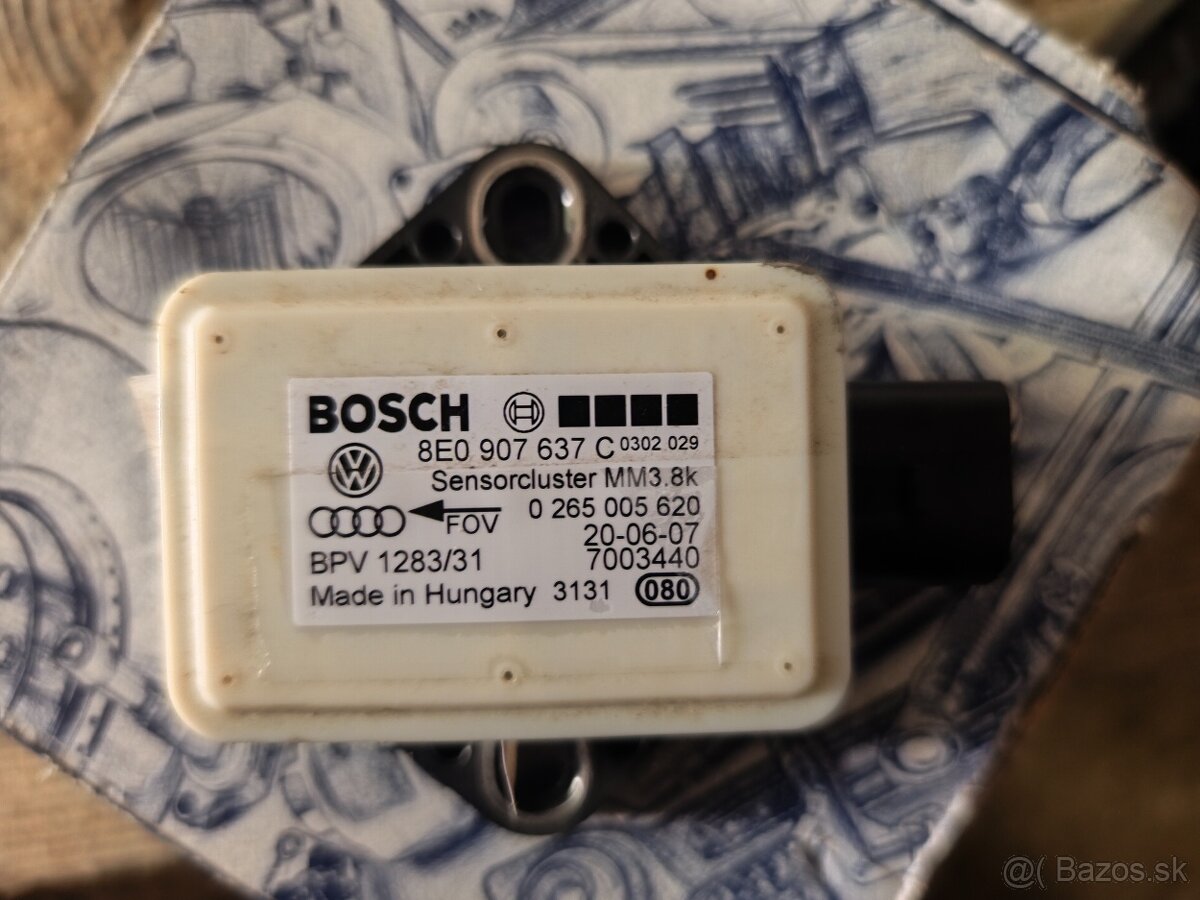 BOSCH
8E0 907 637 C 0302 029
Sensorcluster MM3.8k
0 265 005 620
FOV
20-06-07
BPV 1283/31 7003440
Made in Hungary 3131 080
@( Bazos.sk